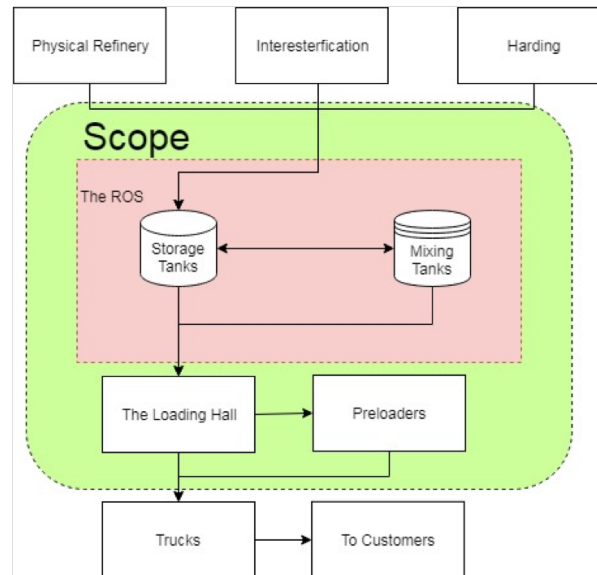 Physical Refinery
Interesterfication
Harding
Scope
The ROS
Storage
Tanks
Mixing
Tanks
The Loading Hall
Preloaders
Trucks
To Customers